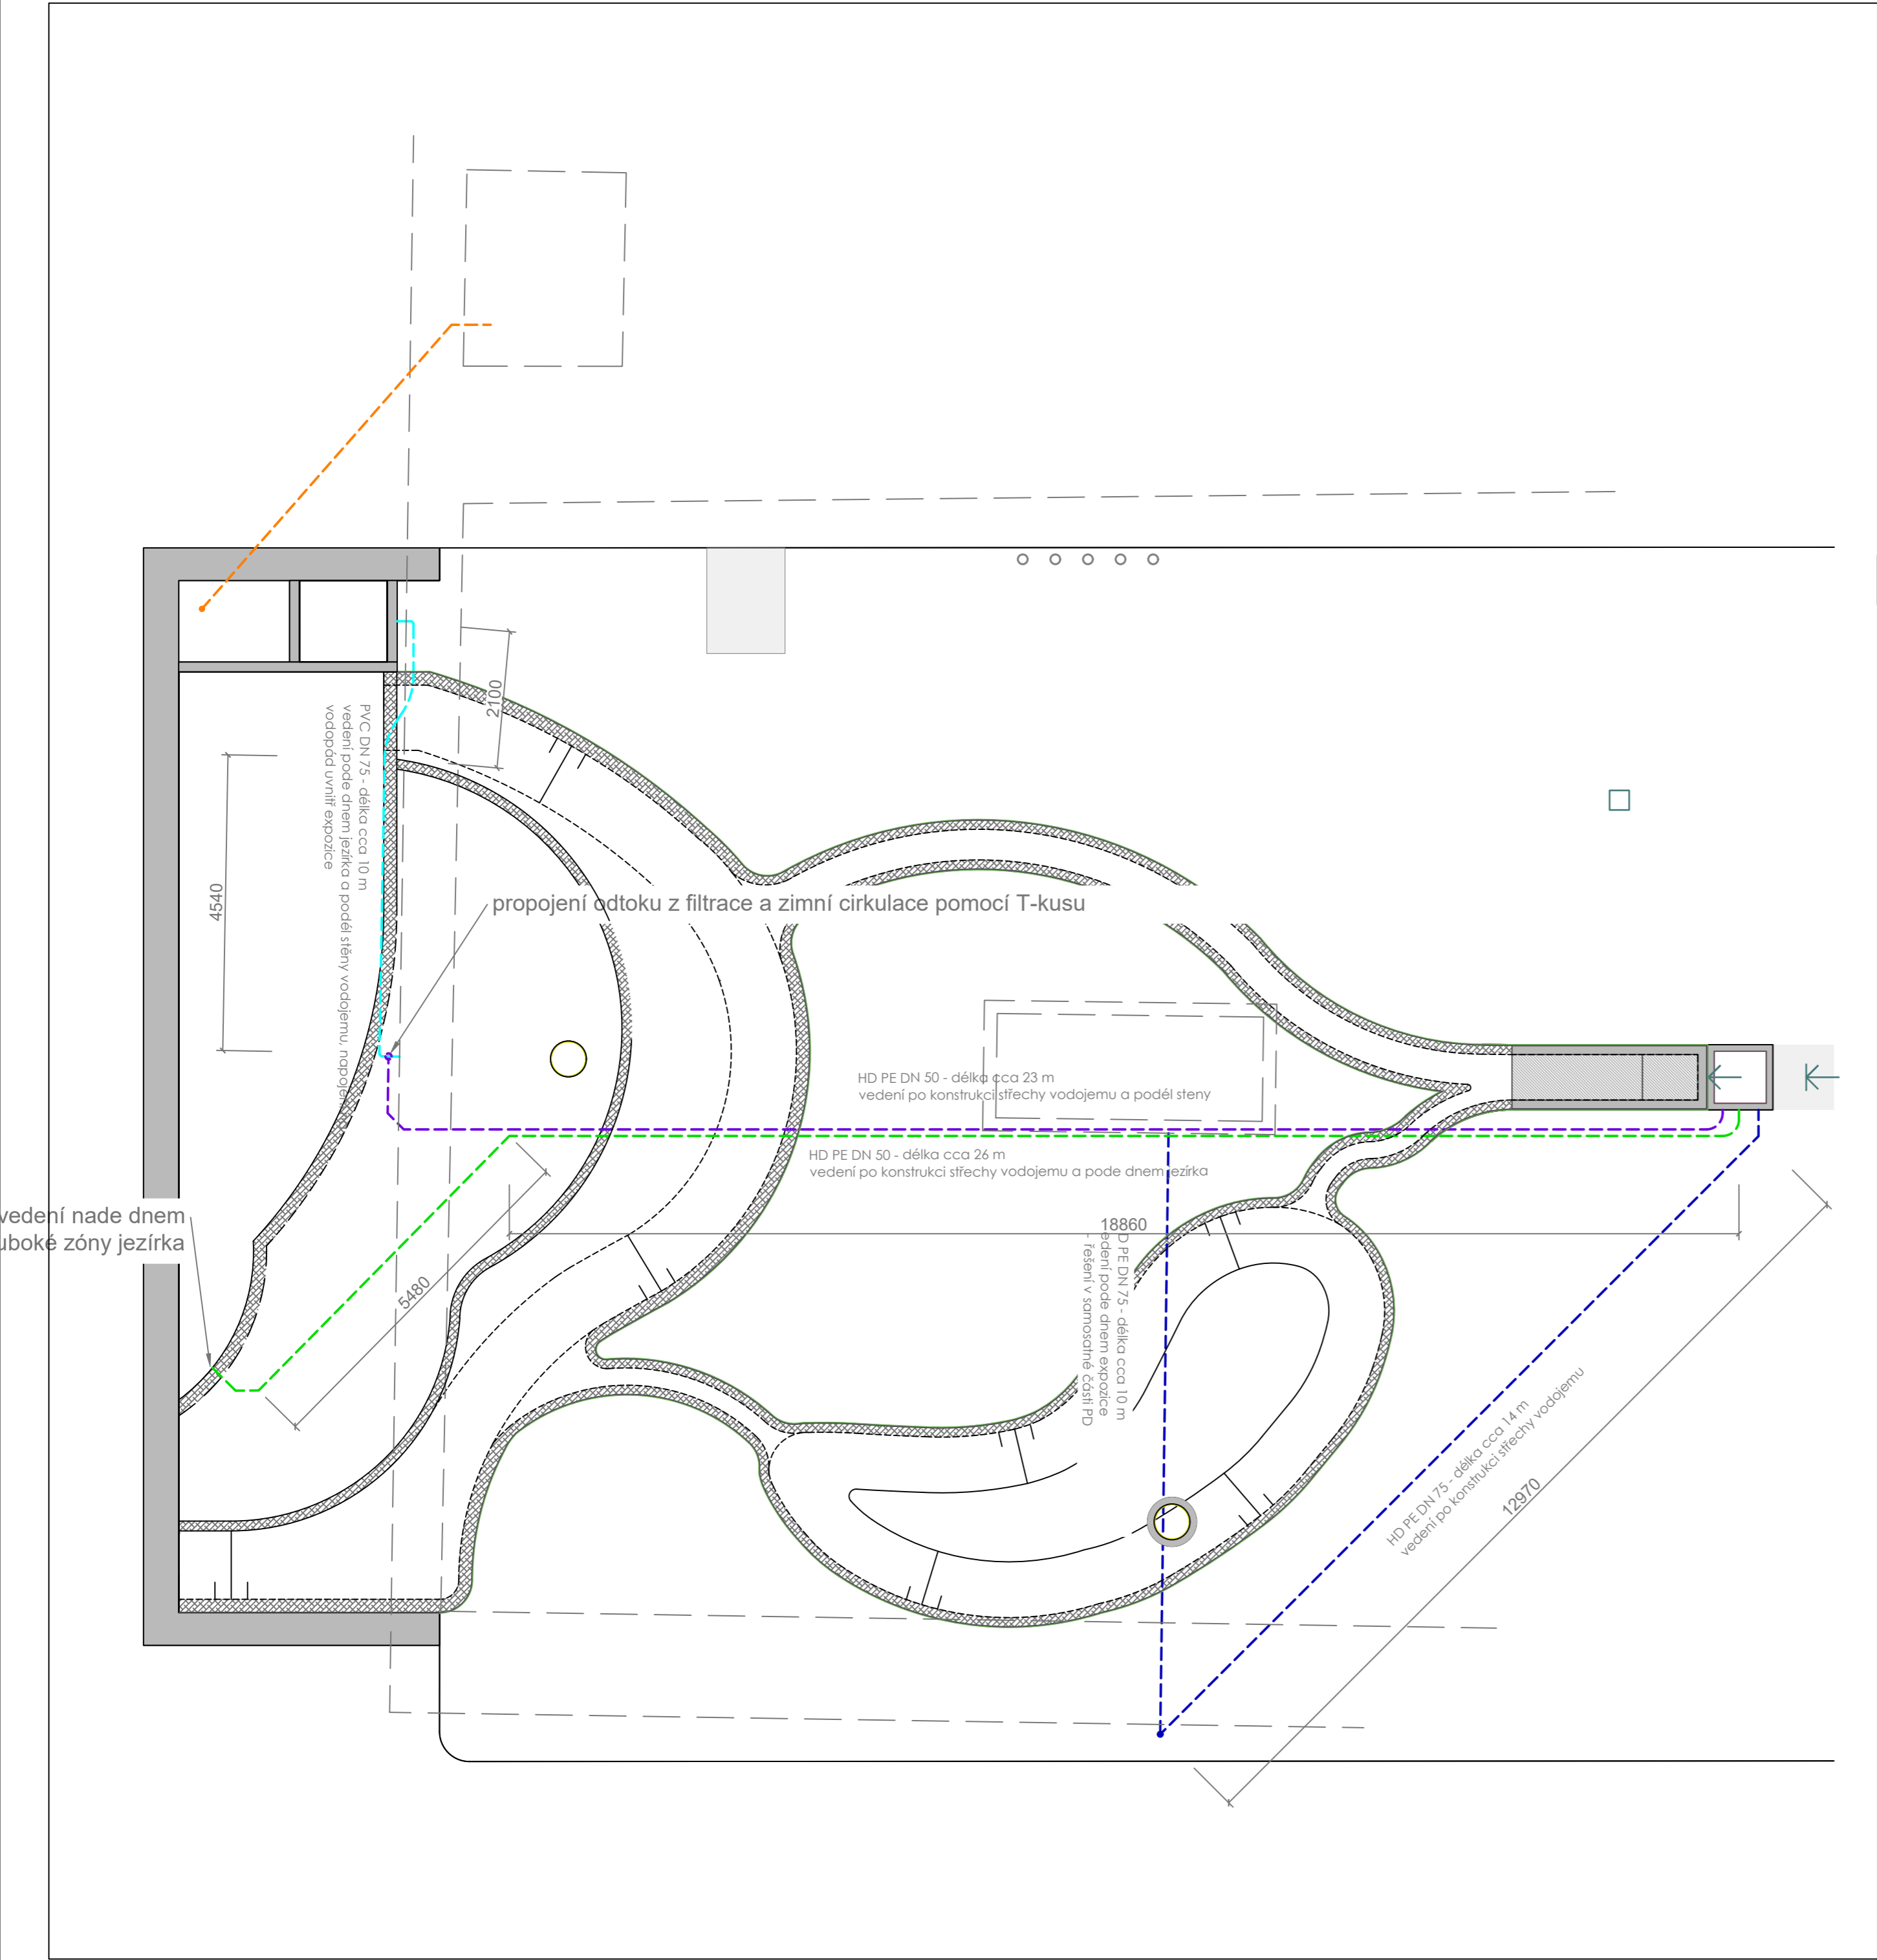 2100
PVC DN 75 - délka cca 10 m
vedení pode dnem jezírka a podél stěny vodojemu,
vodopád uvnitř expozice
4540
propojení odtoku z filtrace a zimní cirkulace pomocí T-kusu
HD PE DN 50 - délka cca 23 m
vedení po konstrukci střechy vodojemu a podél steny
HD PE DN 50 - délka cca 26 m
vedení po konstrukci střechy vodojemu a pode dnem jezírka
vedení nade dnem
zóny jezírka
18860
5480
HD PE DN 75 - délka cca 10 m
vedení pode dnem expozice
- řešení v samosatné části PD
HD PE DN 75 - délka cca 14 m
vedení po konstrukci střechy vodojemu
12970